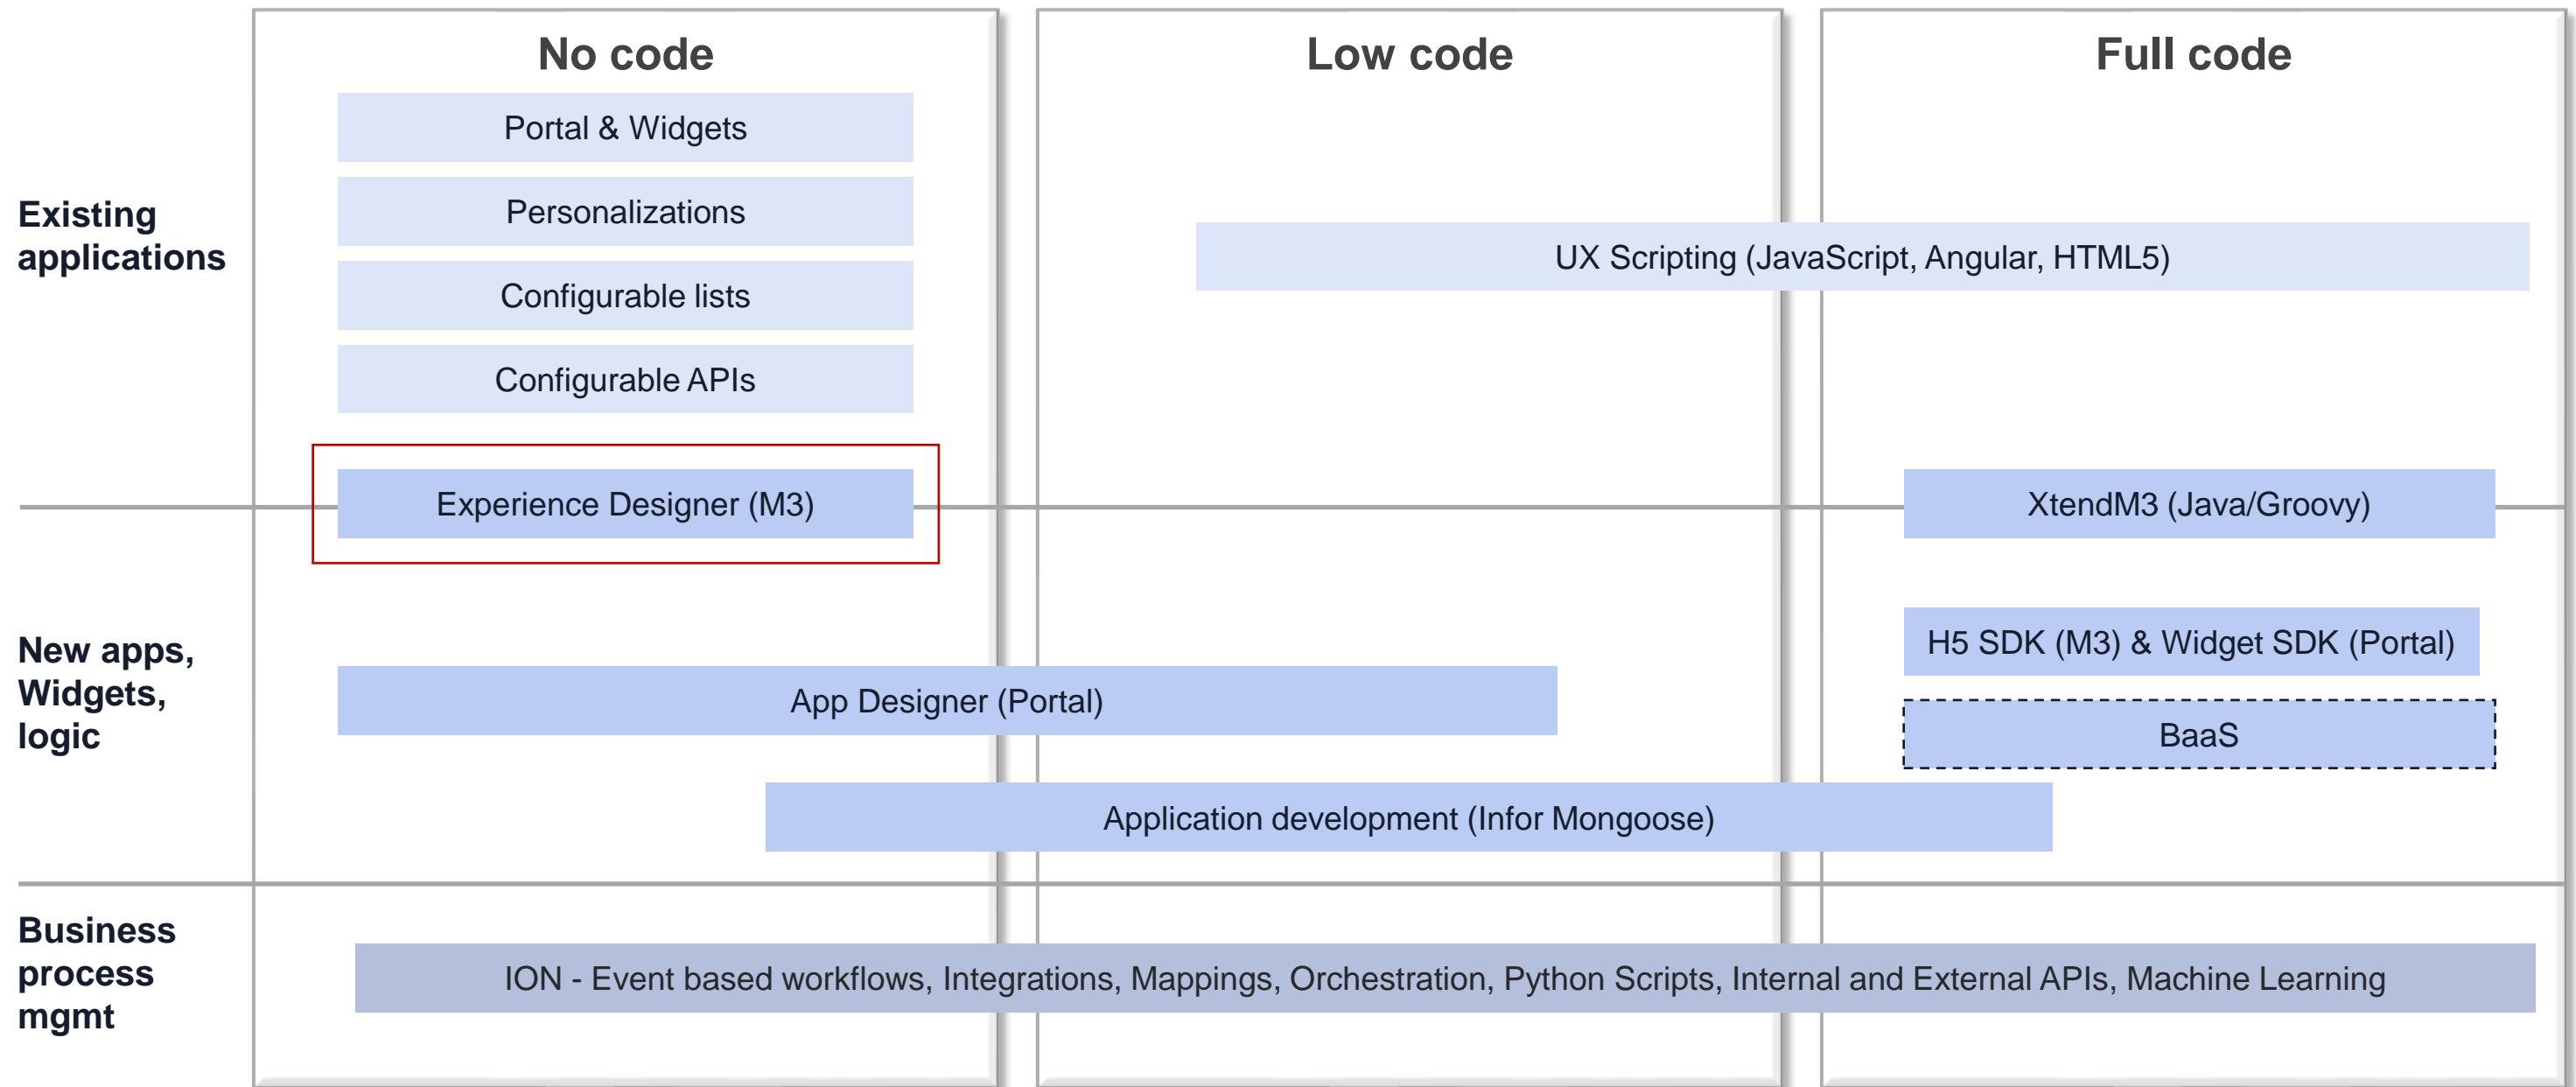 No code
Low code
Full code
Existing
applications
Portal & Widgets
Personalizations
Configurable lists
Configurable APIs
UX Scripting (JavaScript, Angular, HTML5)
Experience Designer (M3)
XtendM3 (Java/Groovy)
New apps,
Widgets,
logic
H5 SDK (M3) & Widget SDK (Portal)
App Designer (Portal)
BaaS
Application development (Infor Mongoose)
Business
process
mgmt
ION - Event based workflows, Integrations, Mappings, Orchestration, Python Scripts, Internal and External APIs, Machine Learning